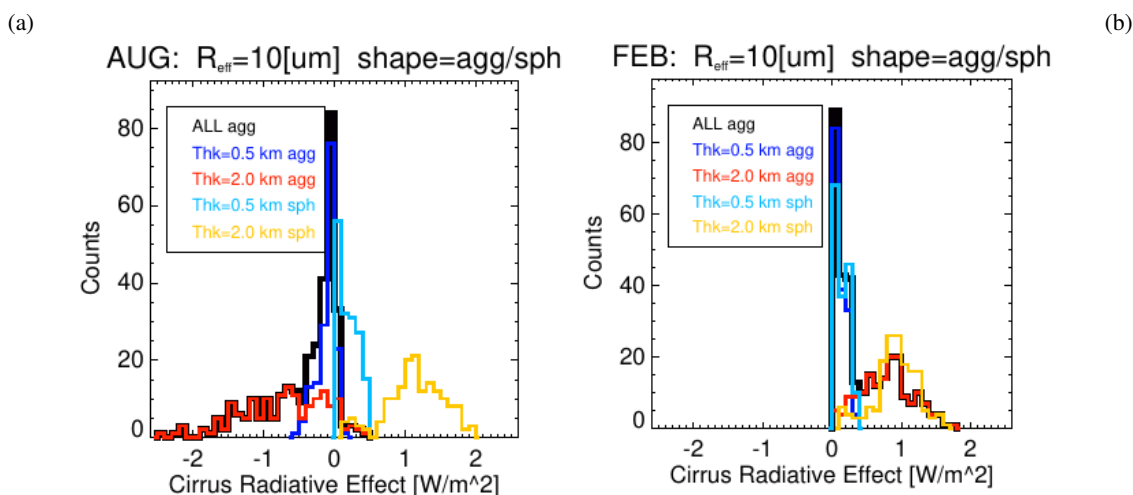 (a)
AUG: Reff=10[um] shape=agg/sph
ALL agg
Thk=0.5 km agg
Thk=2.0 km agg
Thk=0.5 km sph
Thk=2.0 km sph
Counts
80
60
40
20
0
-2 -1 0 1 2
Cirrus Radiative Effect [W/m^2]
(b)
FEB: Reff=10[um] shape=agg/sph
ALL agg
Thk=0.5 km agg
Thk=2.0 km agg
Thk=0.5 km sph
Thk=2.0 km sph
Counts
80
60
40
20
0
-2 -1 0 1 2
Cirrus Radiative Effect [W/m^2]